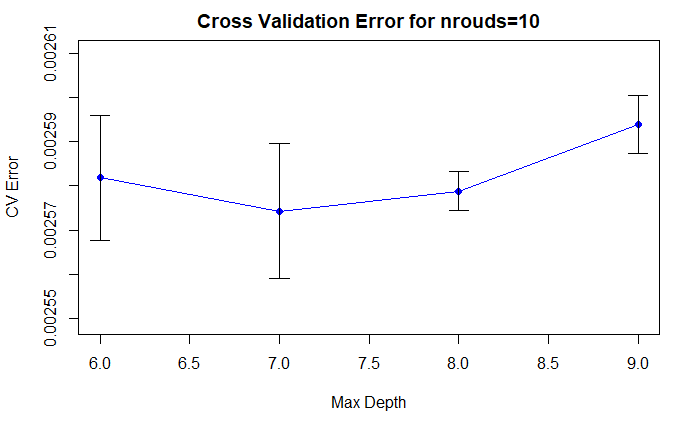 Cross Validation Error for nrouds=10
CV Error
0.00261
0.00259
0.00257
0.00255
6.0 6.5 7.0 7.5 8.0 8.5 9.0
Max Depth